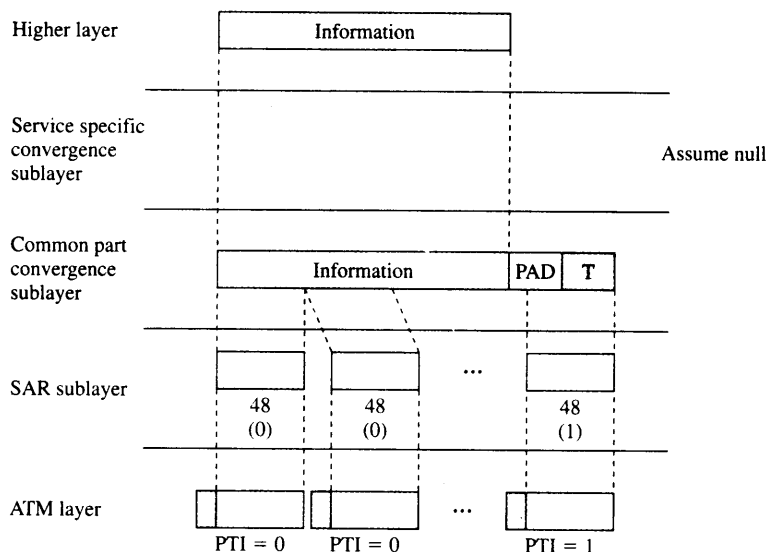 Higher layer
Information
Service specific
convergence
sublayer
Assume null
Common part
convergence
sublayer
Information
PAD
T
SAR sublayer
...
48
(0)
48
(0)
48
(1)
ATM layer
...
PTI = 0
PTI = 0
PTI = 1